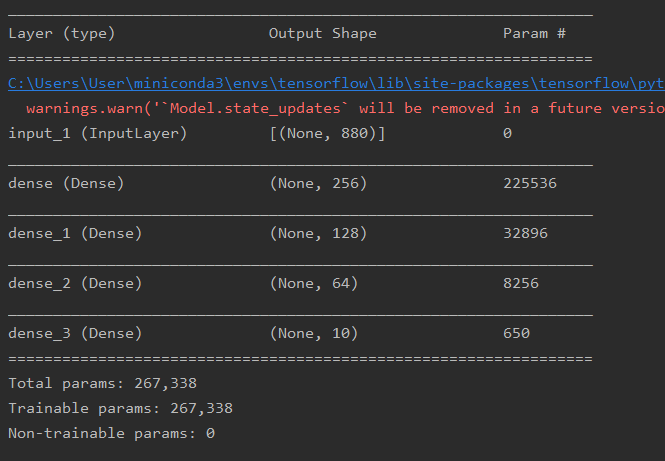 Layer (type) Output Shape Param #
=================================================================
C:\Users\User\miniconda3\envs\tensorflow\lib\site-packages\tensorflow\pyt
warnings.warn('`Model.state_updates` will be removed in a future versio
input_1 (InputLayer) [(None, 880)] 0
_________________________________________________________________
dense (Dense) (None, 256) 225536
_________________________________________________________________
dense_1 (Dense) (None, 128) 32896
_________________________________________________________________
dense_2 (Dense) (None, 64) 8256
_________________________________________________________________
dense_3 (Dense) (None, 10) 650
=================================================================
Total params: 267,338
Trainable params: 267,338
Non-trainable params: 0